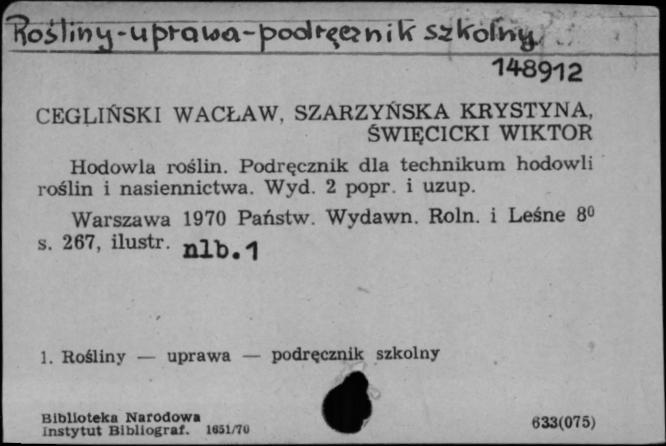 Rośliny-uprawa-podręcznik szkolny
148912
CEGLIŃSKI WACŁAW, SZARZYŃSKA KRYSTYNA,
ŚWIĘCICKI WIKTOR
Hodowla roślin. Podręcznik dla technikum hodowli
roślin i nasiennictwa. Wyd. 2 popr. i uzup.
Warszawa 1970 Państw. Wydawn. Roln. i Leśne 8⁰
s. 267, ilustr. nlb.1
1. Rośliny — uprawa — podręcznik szkolny
Biblioteka Narodowa
Instytut Bibliograf. 1651/70
633(075)